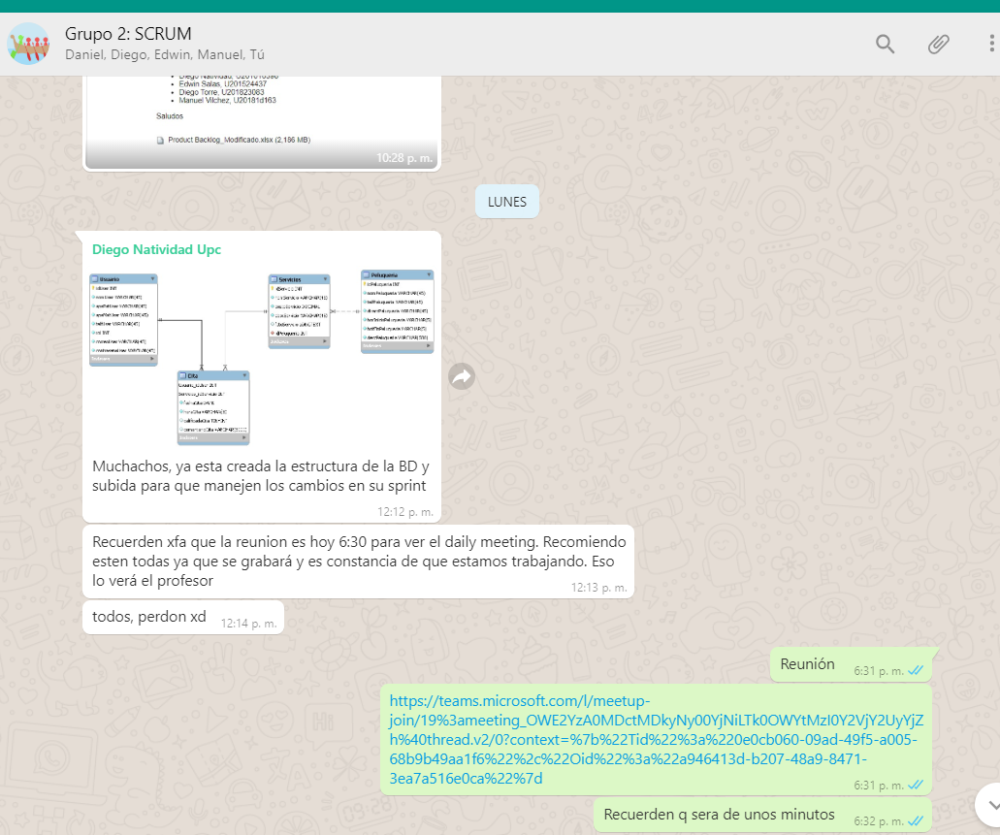 Grupo 2: SCRUM
Daniel, Diego, Edwin, Manuel, Tú
Diego Natividad,
Edwin Salas, U201524437
Diego Torre, U201823083
Manuel Vilchez, U20181d163
Saludos
Product Backlog_Modificado.xlsx (2,186 MB)
10:28 p. m.
LUNES
Diego Natividad Upc
Usuario
Servicios
Peluqueria
Cita
Muchachos, ya esta creada la estructura de la BD y
subida para que manejen los cambios en su sprint
12:12 p. m.
Recuerden xfa que la reunion es hoy 6:30 para ver el daily meeting. Recomiendo
esten todas ya que se grabará y es constancia de que estamos trabajando. Eso
lo verá el profesor
12:13 p. m.
todos, perdon xd
12:14 p. m.
Reunión
6:31 p. m.
https://teams.microsoft.com/l/meetup-
join/19%3ameeting_OWE2YzA0MDctMDkyNy00YjNiLTk0OWYtMzI0Y2VjY2UyYjZ
h%40thread.v2/0?context=%7b%22Tid%22%3a%220e0cb060-09ad-49f5-a005-
68b9b49aa1f6%22%2c%22Oid%22%3a%22a946413d-b207-48a9-8471-
3ea7a516e0ca%22%7d
6:31 p. m.
Recuerden q sera de unos minutos
6:32 p. m.